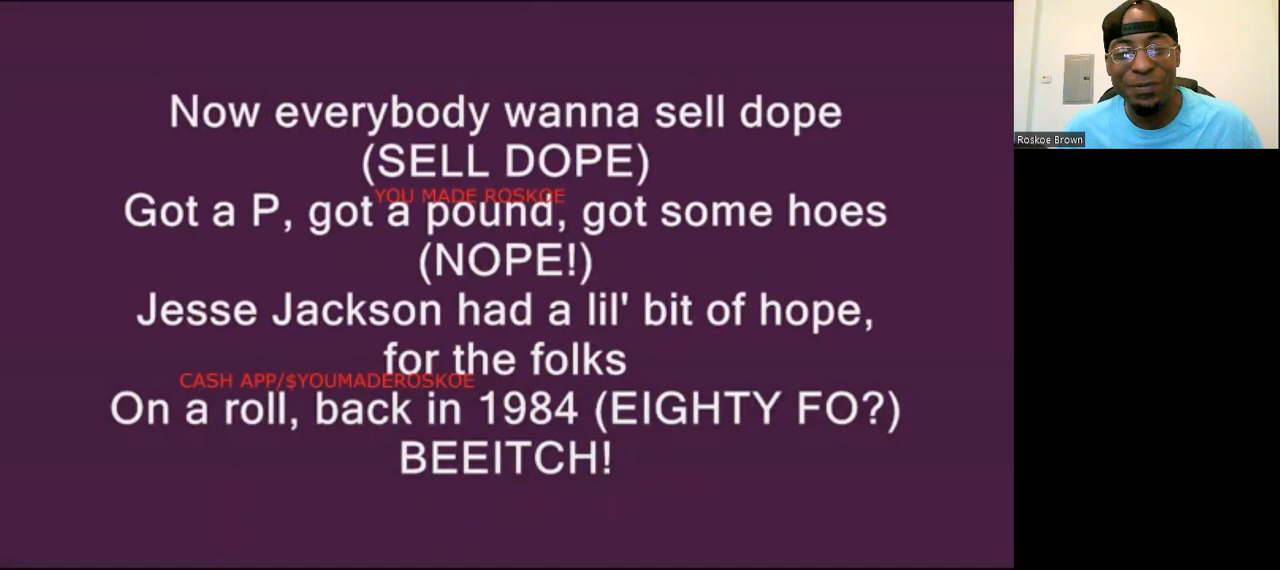 Now everybody wanna sell dope
(SELL DOPE)
YOU MADE ROSKOE
Got a P, got a pound, got some hoes
(NOPE!)
Jesse Jackson had a lil' bit of hope,
for the folks
CASH APP/$YOUMADEROSKOE
On a roll, back in 1984 (EIGHTY FO?)
BEEITCH!
Roskoe Brown